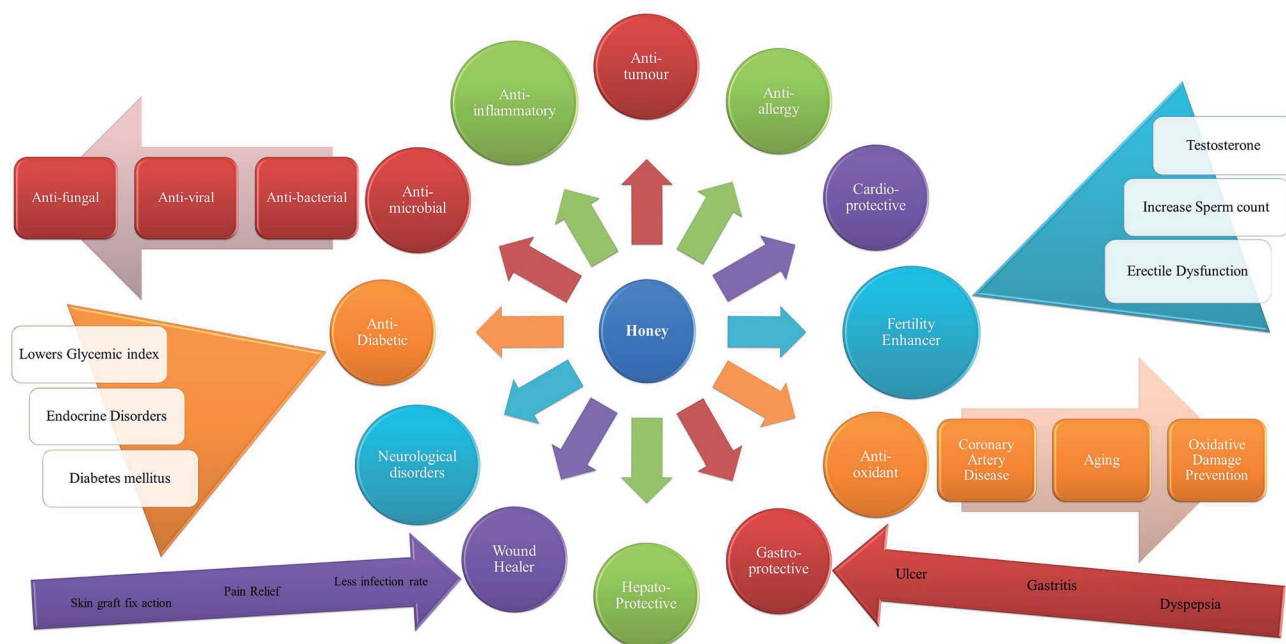 Anti-
tumour
Anti-
inflammatory
Anti-
allergy
Testosterone
Anti-fungal
Anti-viral
Anti-bacterial
Anti-
microbial
Cardio-
protective
Increase Sperm count
Erectile Dysfunction
Anti-
Diabetic
Honey
Fertility
Enhancer
Lowers Glycemic index
Endocrine Disorders
Diabetes mellitus
Neurological
disorders
Anti-
oxidant
Coronary
Artery
Disease
Aging
Oxidative
Damage
Prevention
Wound
Healer
Hepato-
Protective
Gastro-
protective
Skin graft fix action
Pain Relief
Less infection rate
Ulcer
Gastritis
Dyspepsia